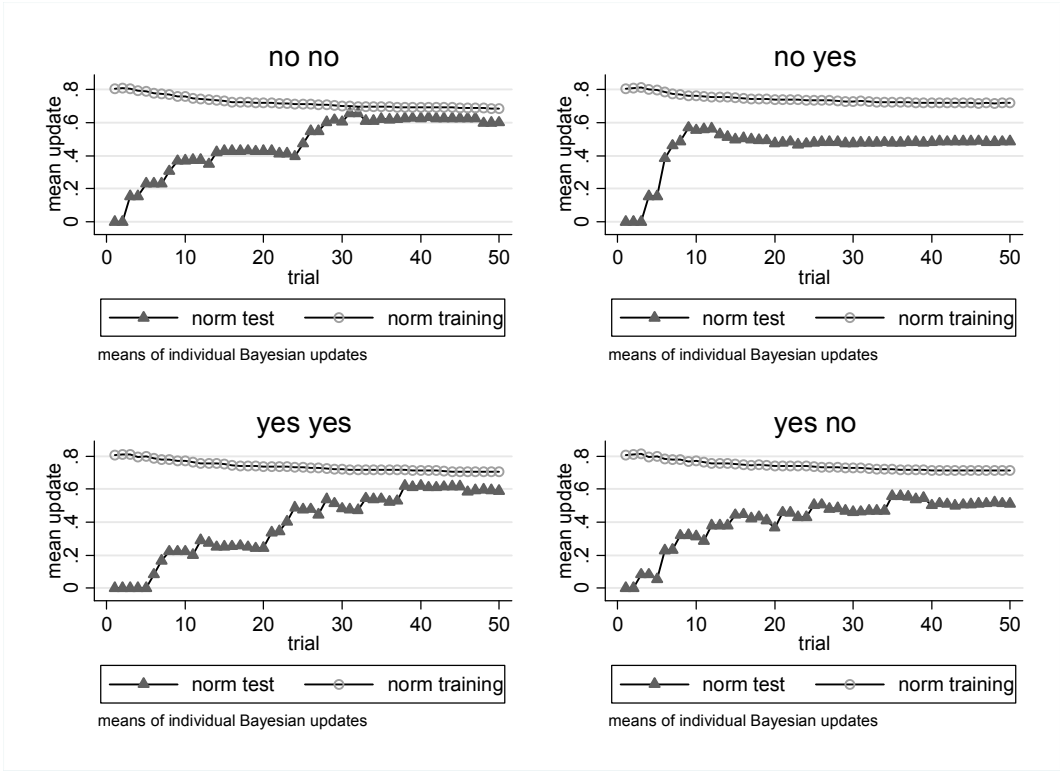 no no
mean update
.8
.6
.4
.2
0
0 10 20 30 40 50
trial
norm test norm training
means of individual Bayesian updates
no yes
mean update
.8
.6
.4
.2
0
0 10 20 30 40 50
trial
norm test norm training
means of individual Bayesian updates
yes yes
mean update
.8
.6
.4
.2
0
0 10 20 30 40 50
trial
norm test norm training
means of individual Bayesian updates
yes no
mean update
.8
.6
.4
.2
0
0 10 20 30 40 50
trial
norm test norm training
means of individual Bayesian updates